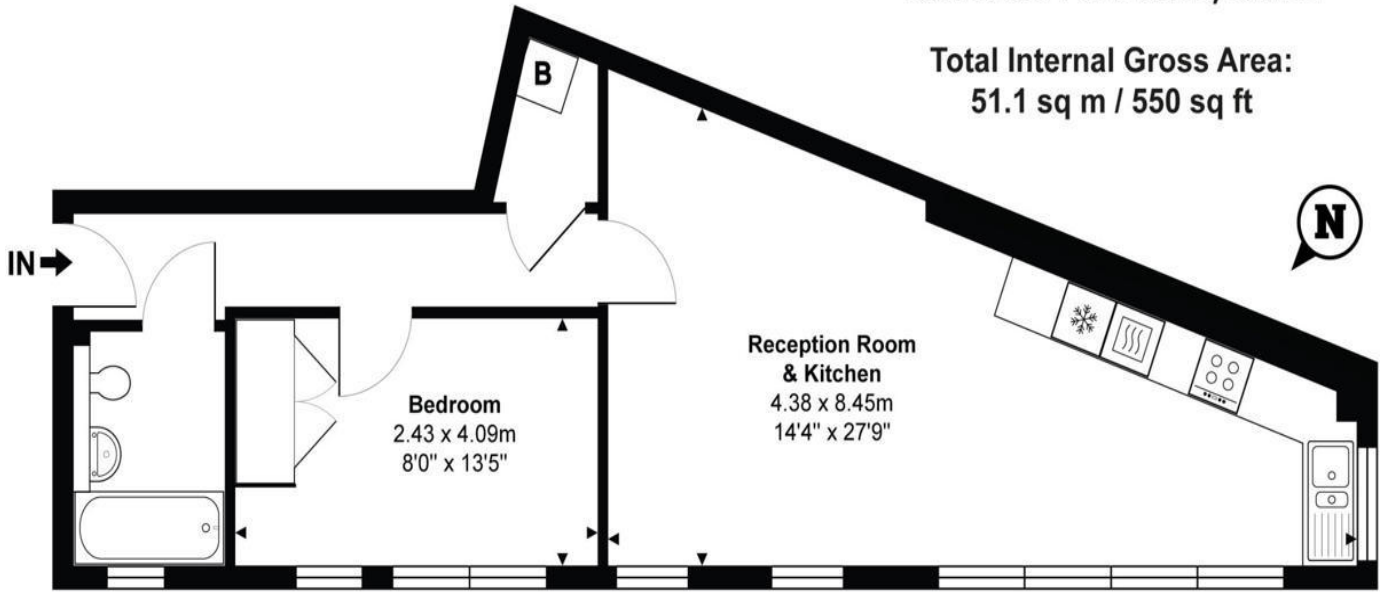 Total Internal Gross Area:
51.1 sq m / 550 sq ft
B
N
IN
Reception Room
& Kitchen
4.38 x 8.45m
14'4" x 27'9"
Bedroom
2.43 x 4.09m
8'0" x 13'5"